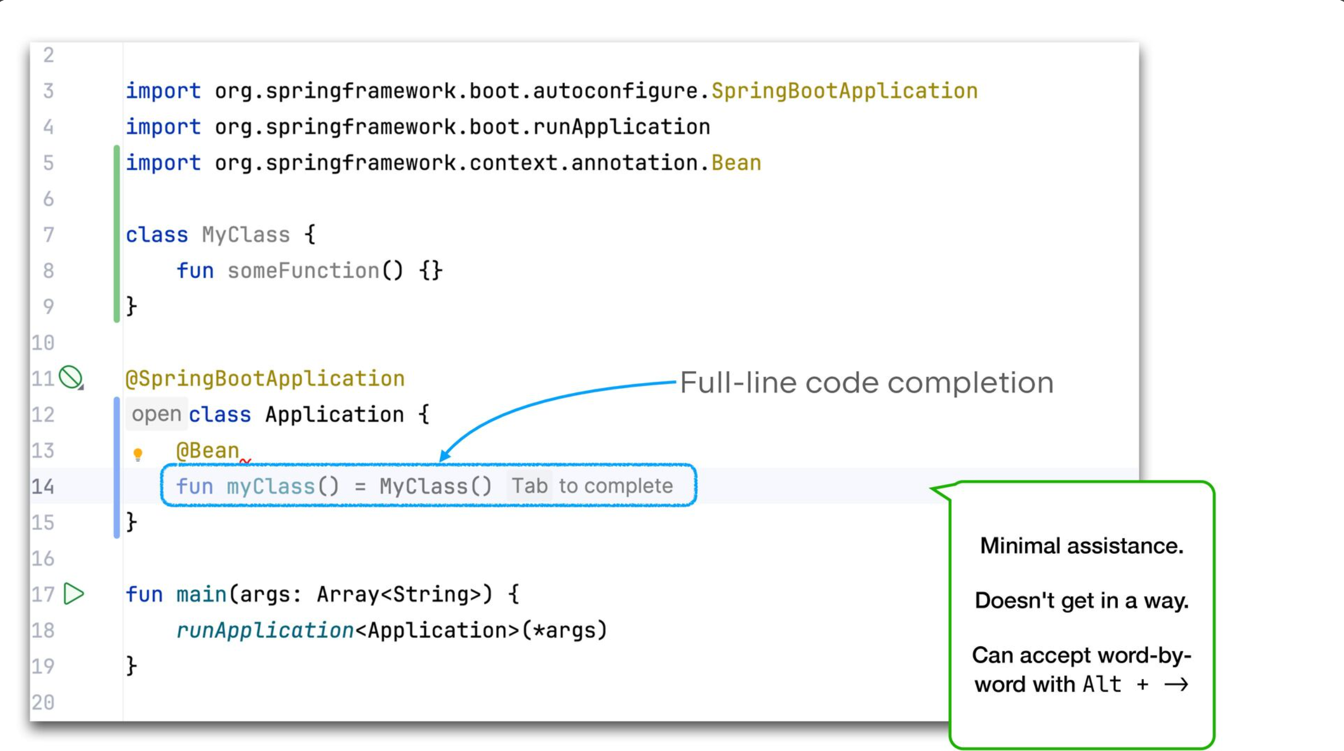 2
3 import org.springframework.boot.autoconfigure.SpringBootApplication
4 import org.springframework.boot.runApplication
5 import org.springframework.context.annotation.Bean
6
7 class MyClass {
8 fun someFunction() {}
9 }
10
11 @SpringBootApplication
Full-line code completion
12 open class Application {
13 @Bean
14 fun myClass() = MyClass() Tab to complete
15 }
16
17 fun main(args: Array<String>) {
18 runApplication<Application>(*args)
19 }
20
Minimal assistance.
Doesn't get in a way.
Can accept word-by-
word with Alt + →